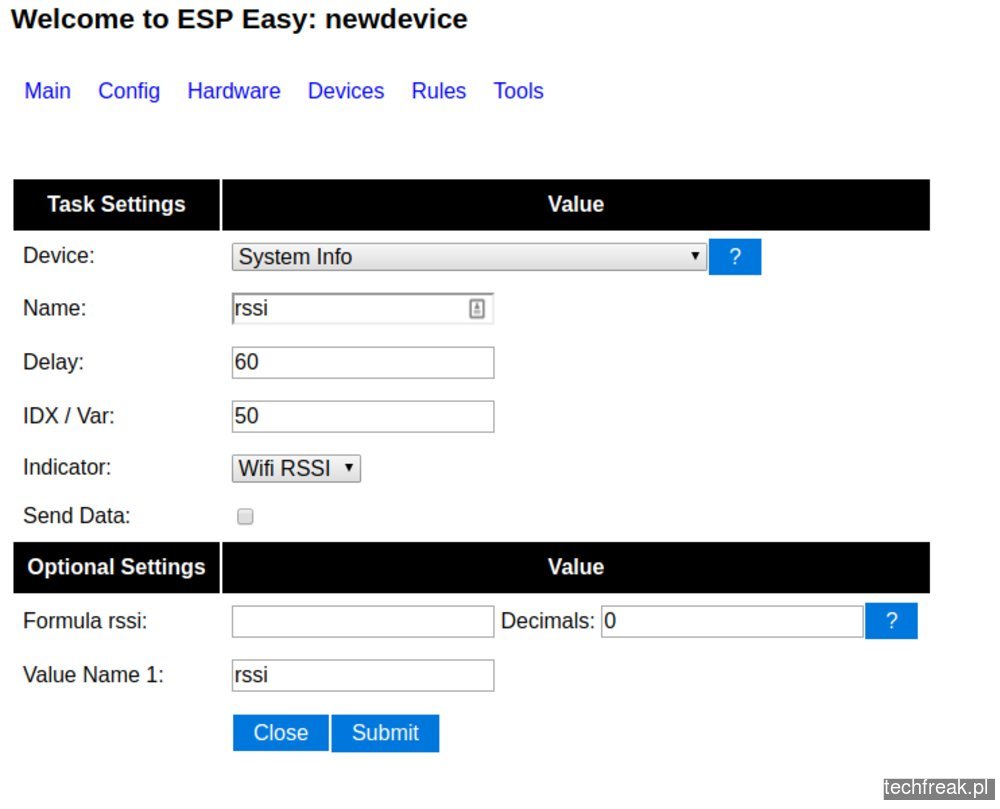 Welcome to ESP Easy: newdevice
Main Config Hardware Devices Rules Tools
Task Settings Value
Device: System Info ?
Name: rssi
Delay: 60
IDX / Var: 50
Indicator: Wifi RSSI
Send Data:
Optional Settings Value
Formula rssi: Decimals: 0 ?
Value Name 1: rssi
Close Submit
techfreak.pl